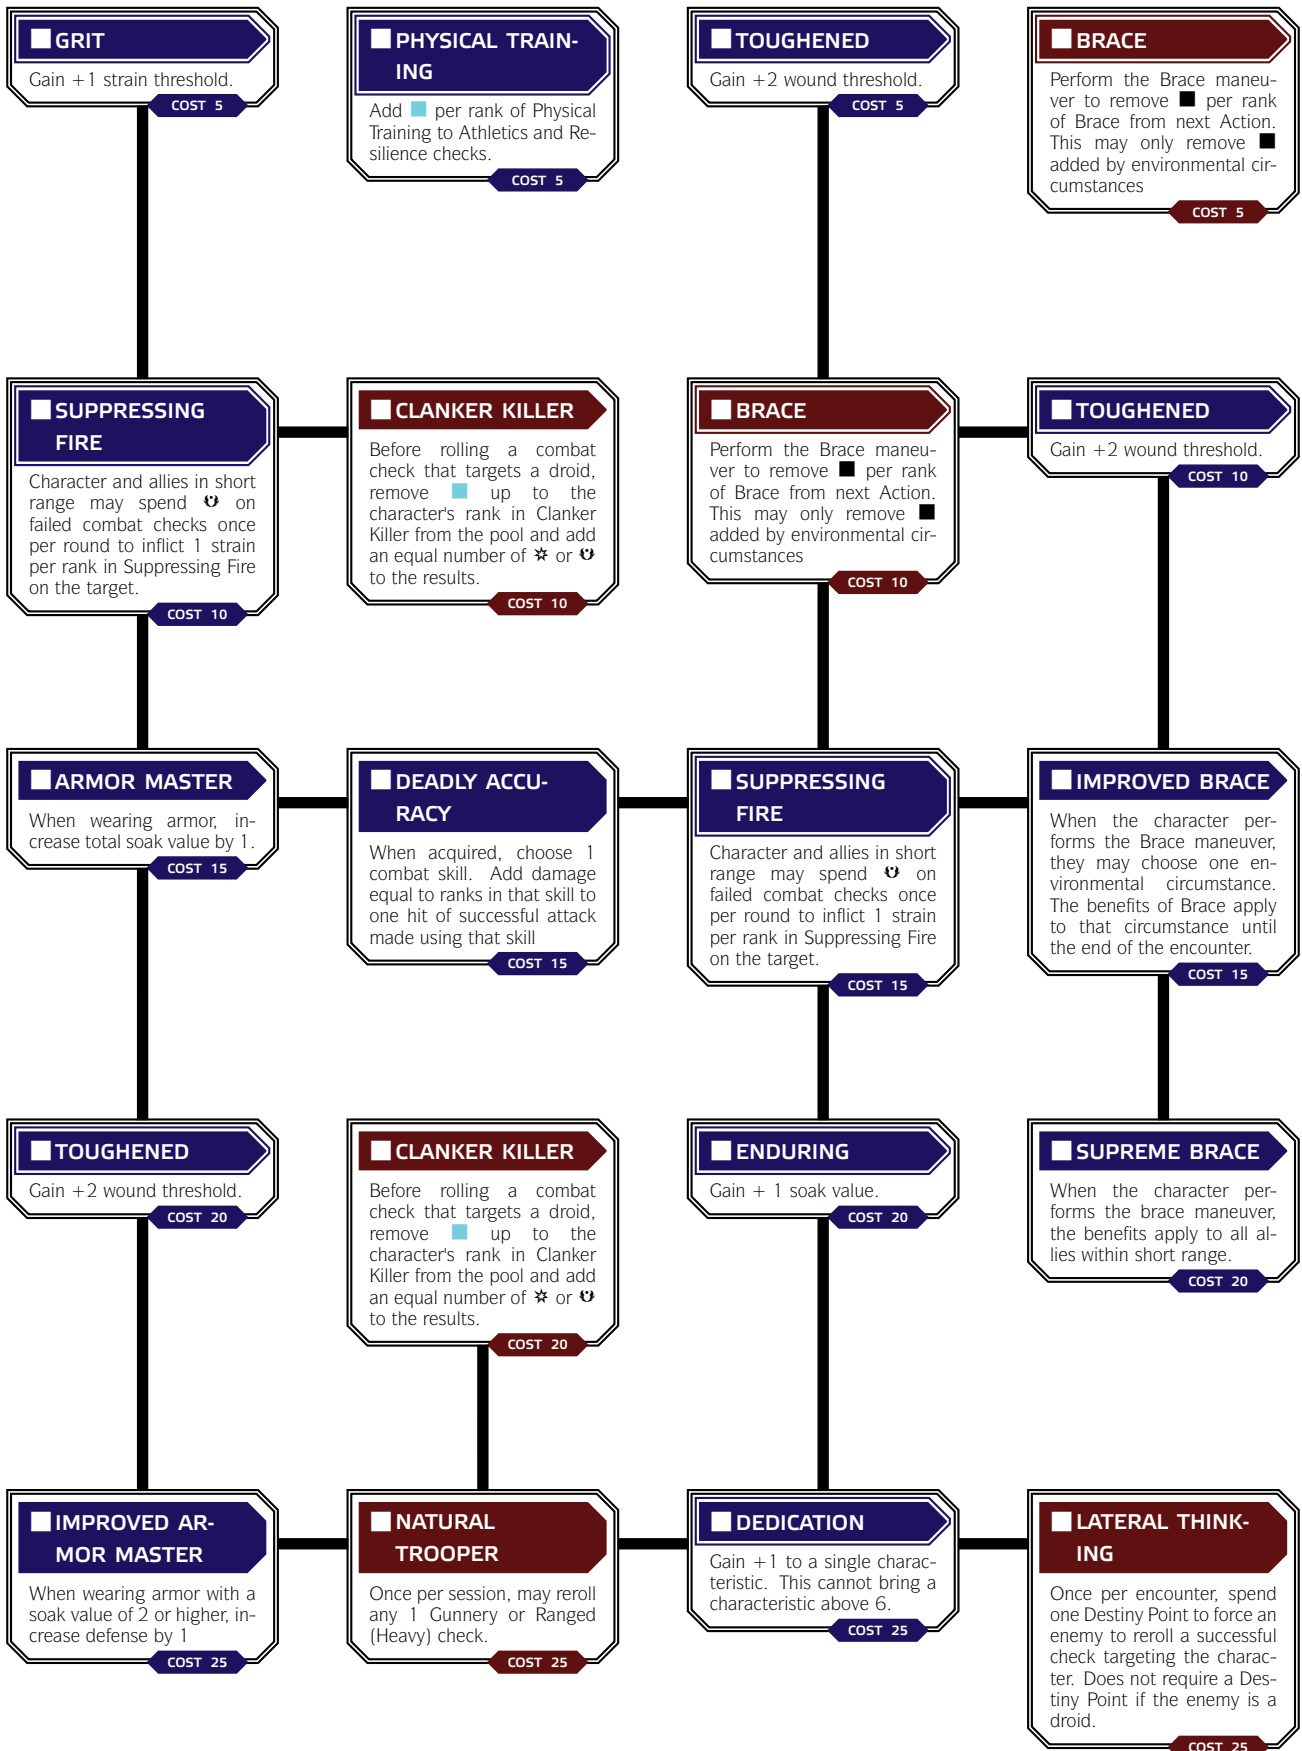 GRIT
Gain +1 strain threshold.
COST 5
PHYSICAL TRAIN-
ING
Add per rank of Physical
Training to Athletics and Re-
silience checks.
COST 5
TOUGHENED
Gain +2 wound threshold.
COST 5
BRACE
Perform the Brace maneu-
ver to remove ■ per rank
of Brace from next Action.
This may only remove ■
added by environmental cir-
cumstances
COST 5
SUPPRESSING
FIRE
Character and allies in short
range may spend on
failed combat checks once
per round to inflict 1 strain
per rank in Suppressing Fire
on the target.
COST 10
CLANKER KILLER
Before rolling a combat
check that targets a droid,
remove up to the
character's rank in Clanker
Killer from the pool and add
an equal number of or
to the results.
COST 10
BRACE
Perform the Brace maneu-
ver to remove ■ per rank
of Brace from next Action.
This may only remove ■
added by environmental cir-
cumstances
COST 10
TOUGHENED
Gain +2 wound threshold.
COST 10
ARMOR MASTER
When wearing armor, in-
crease total soak value by 1.
COST 15
DEADLY ACCU-
RACY
When acquired, choose 1
combat skill. Add damage
equal to ranks in that skill to
one hit of successful attack
made using that skill
COST 15
SUPPRESSING
FIRE
Character and allies in short
range may spend on
failed combat checks once
per round to inflict 1 strain
per rank in Suppressing Fire
on the target.
COST 15
IMPROVED BRACE
When the character per-
forms the Brace maneuver,
they may choose one en-
vironmental circumstance.
The benefits of Brace apply
to that circumstance until
the end of the encounter.
COST 15
TOUGHENED
Gain +2 wound threshold.
COST 20
CLANKER KILLER
Before rolling a combat
check that targets a droid,
remove up to the
character's rank in Clanker
Killer from the pool and add
an equal number of or
to the results.
COST 20
ENDURING
Gain + 1 soak value.
COST 20
SUPREME BRACE
When the character per-
forms the brace maneuver,
the benefits apply to all al-
lies within short range.
COST 20
IMPROVED AR-
MOR MASTER
When wearing armor with a
soak value of 2 or higher, in-
crease defense by 1
COST 25
NATURAL
TROOPER
Once per session, may reroll
any 1 Gunnery or Ranged
(Heavy) check.
COST 25
DEDICATION
Gain +1 to a single charac-
teristic. This cannot bring a
characteristic above 6.
COST 25
LATERAL THINK-
ING
Once per encounter, spend
one Destiny Point to force an
enemy to reroll a successful
check targeting the charac-
ter. Does not require a Des-
tiny Point if the enemy is a
droid.
COST 25